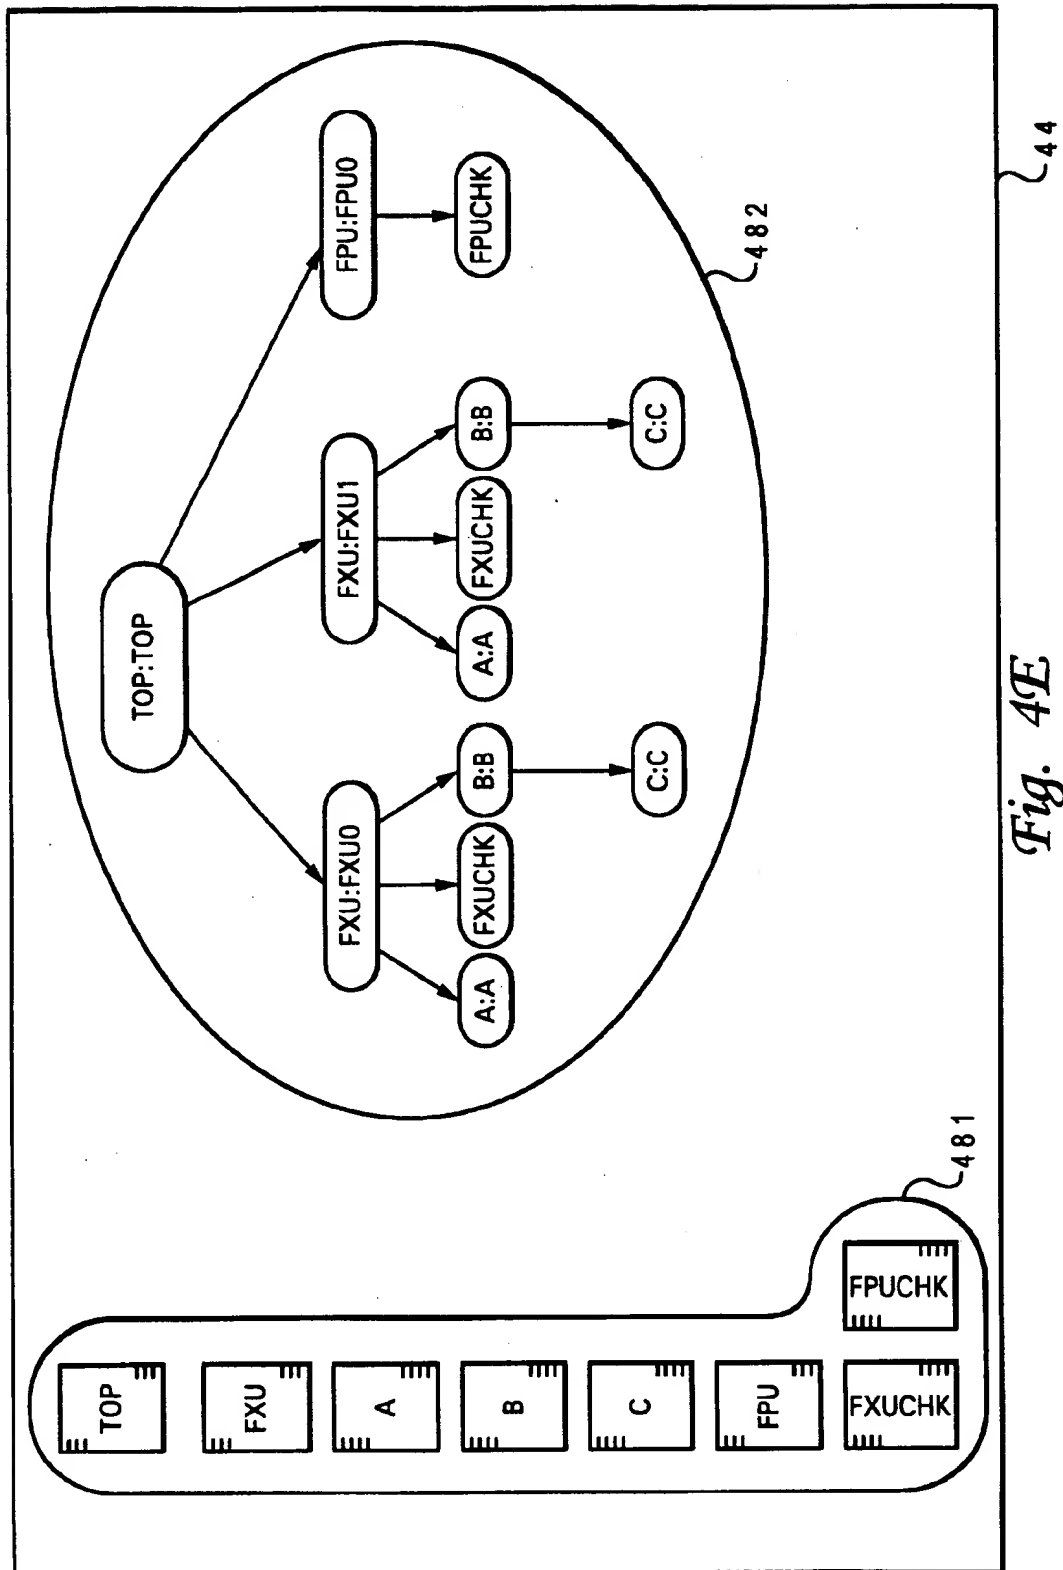 TOP:TOP
FXU:FXU0
FXU:FXU1
FPU:FPU0
A:A
FXUCHK
B:B
A:A
FXUCHK
B:B
FPUCHK
C:C
C:C
482
TOP
FXU
A
B
C
FPU
FXUCHK
FPUCHK
481
44
Fig. 4E